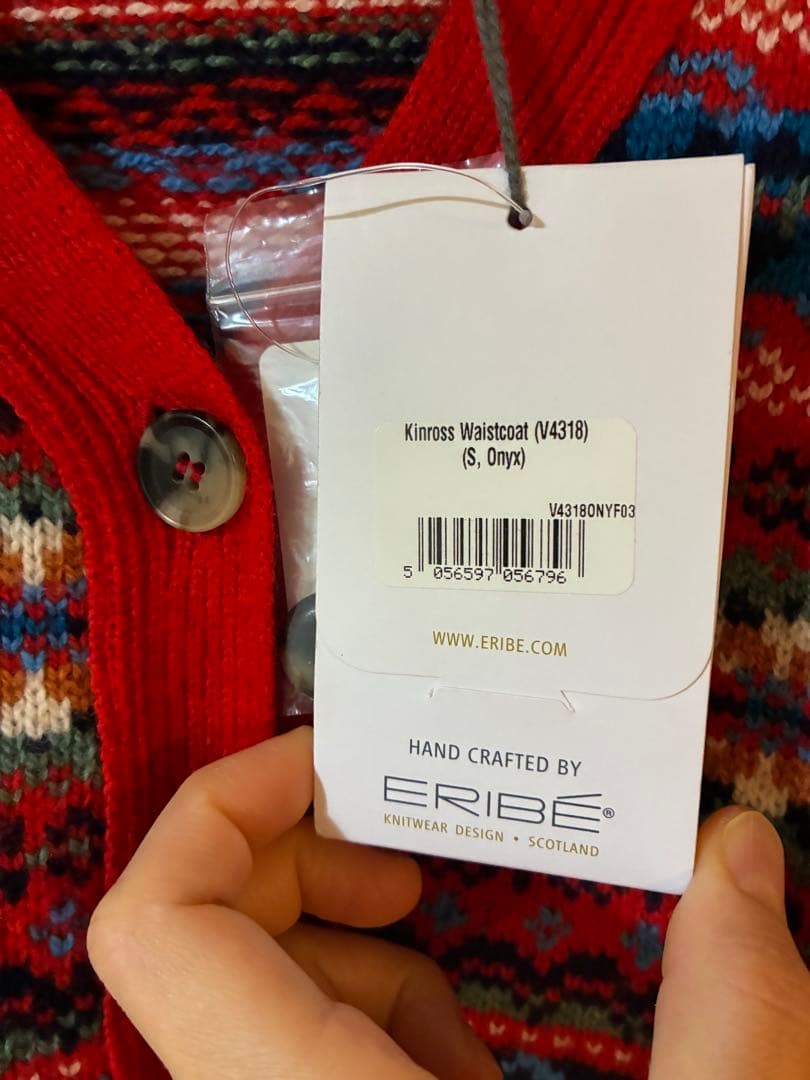 Kinross Waistcoat (V4318)
(S, Onyx)
V4318ONYF03
5 056597 056796
WWW.ERIBE.COM
HAND CRAFTED BY
ERIBÉ®
KNITWEAR DESIGN • SCOTLAND